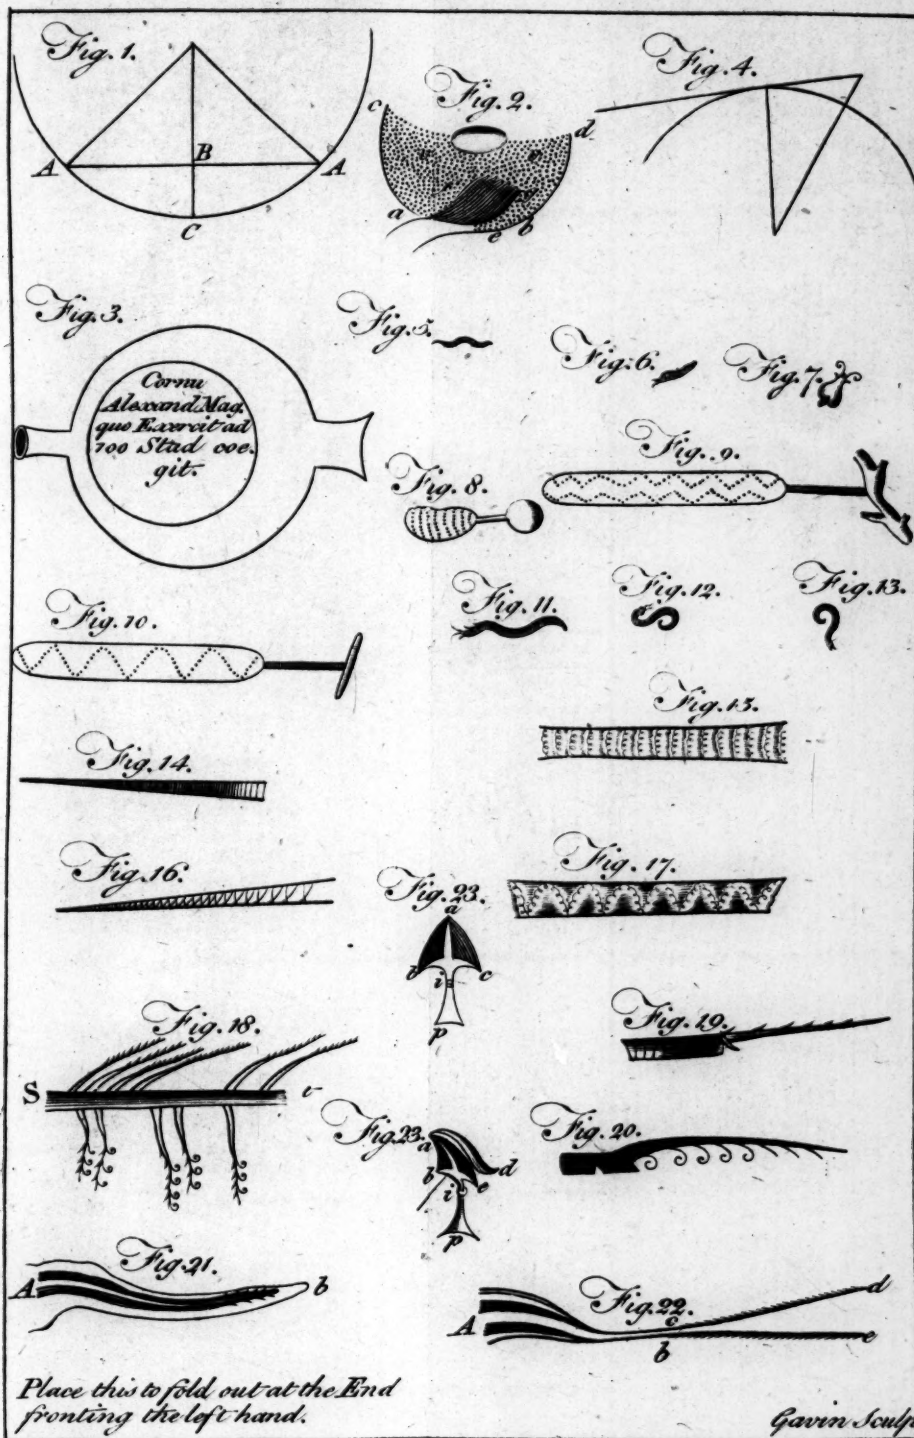 Fig. 1.
A
B
A
C
Fig. 2.
c
d
a
e
b
Fig. 4.
Fig. 3.
Cornu
Alexand Mag.
quo Exercit ad
100 Stad coe-
git.
Fig. 5.
Fig. 6.
Fig. 7.
Fig. 8.
Fig. 9.
Fig. 10.
Fig. 11.
Fig. 12.
Fig. 13.
Fig. 15.
Fig. 14.
Fig. 16.
Fig. 17.
Fig. 23.
a
b
i
c
p
Fig. 18.
S
Fig. 19.
Fig. 23.
a
b
d
i
e
p
Fig. 20.
Fig. 21.
A
b
Fig. 22.
A
c
b
d
e
Place this to fold out at the End
fronting the left hand.
Gavin Sculp